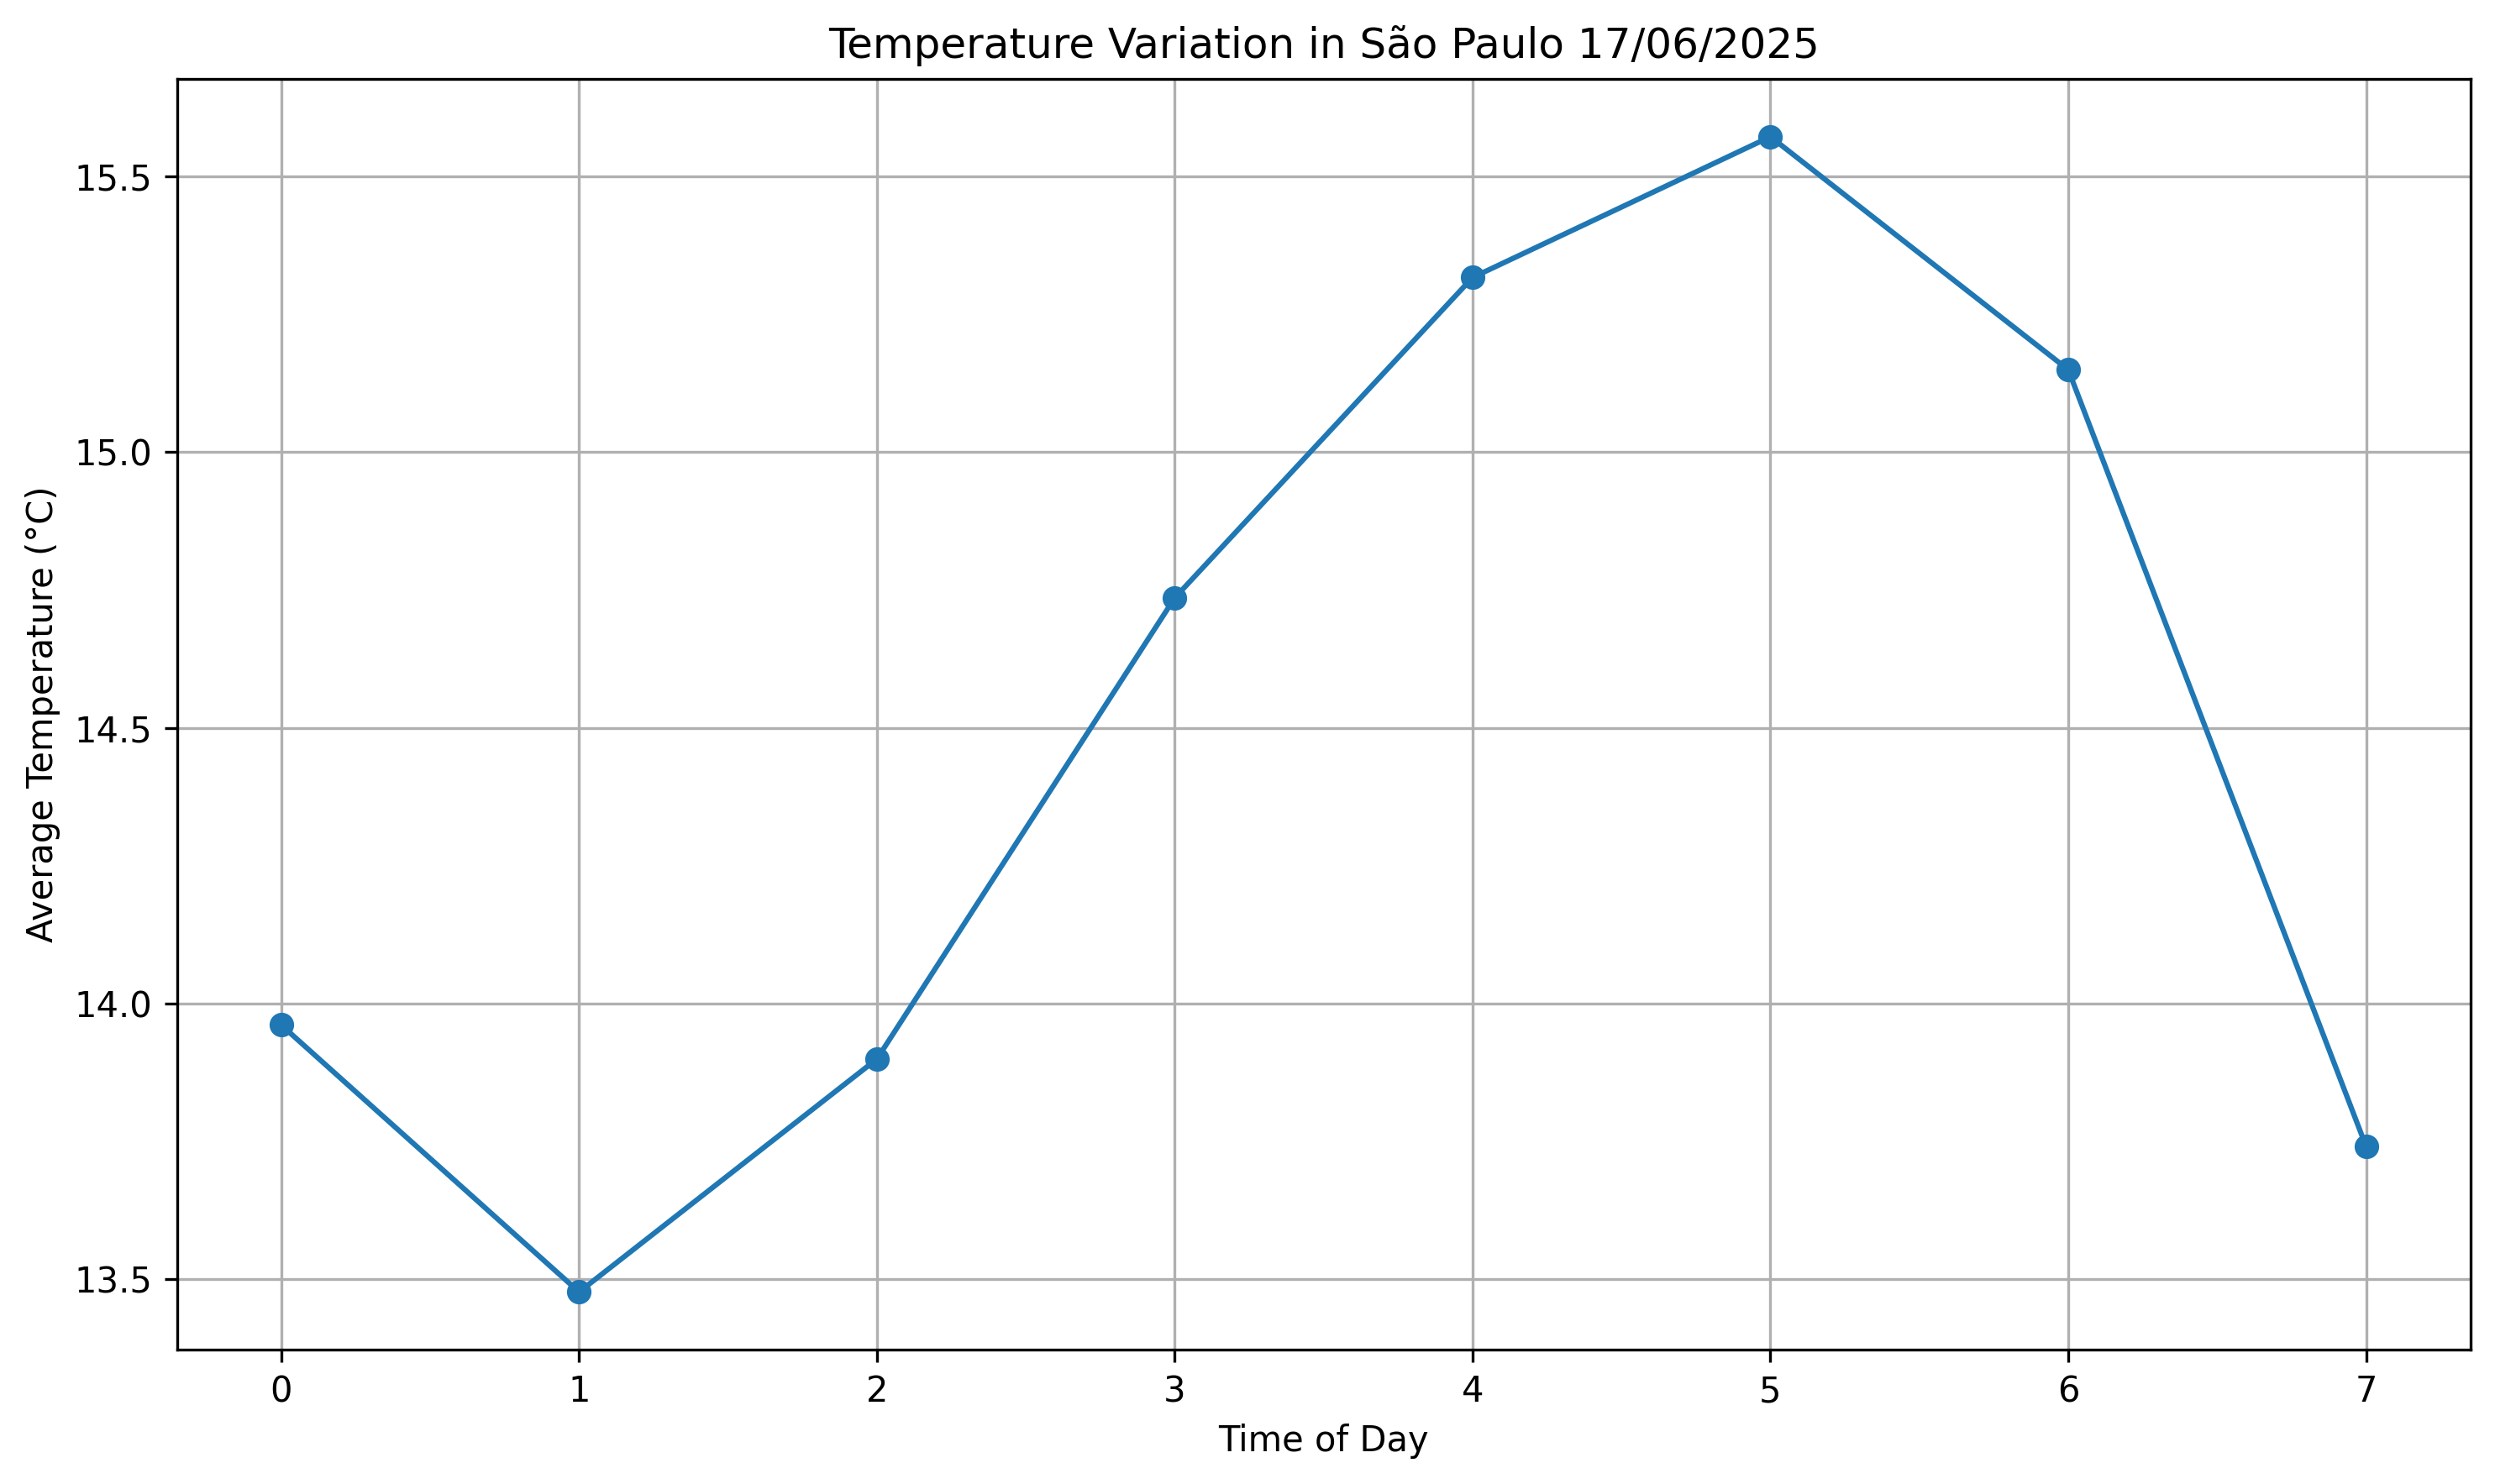 Temperature Variation in São Paulo 17/06/2025
15.5
15.0
14.5
14.0
13.5
Average Temperature (°C)
0 1 2 3 4 5 6 7
Time of Day